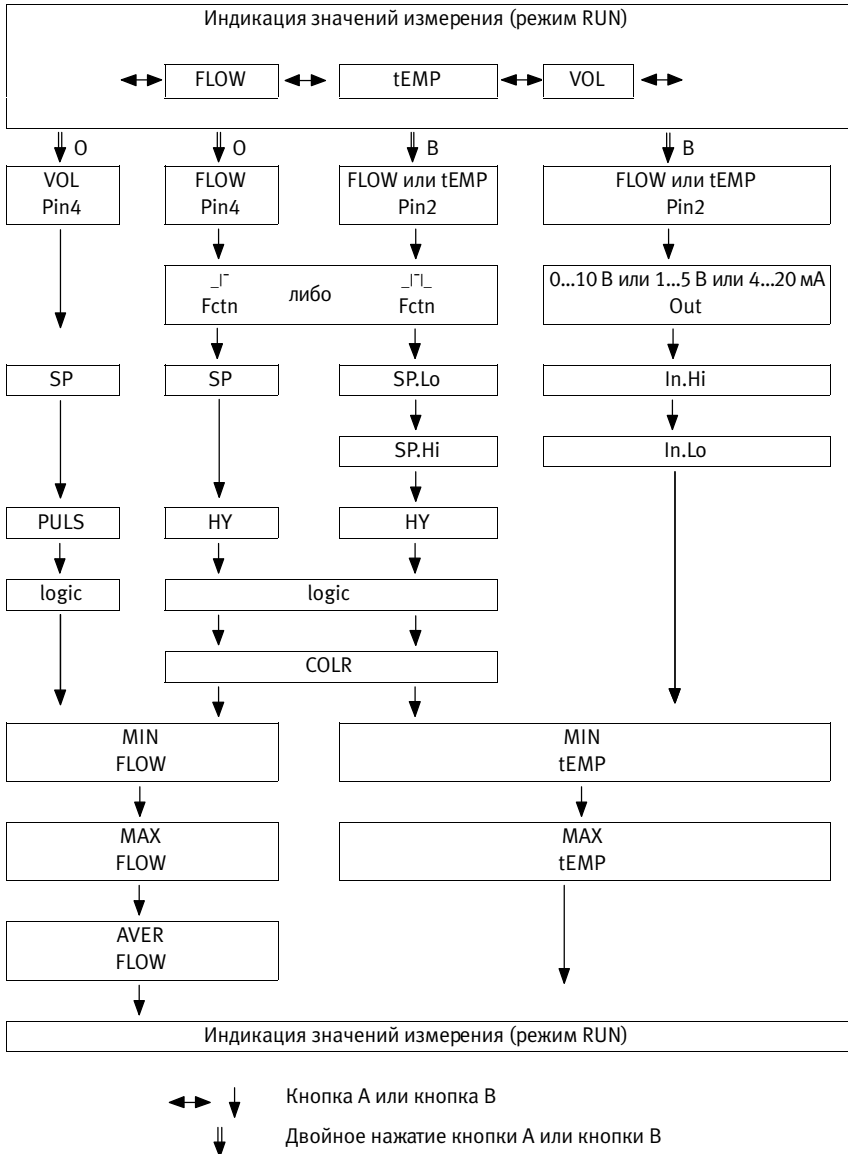 Индикация значений измерения (режим RUN)
FLOW tEMP VOL
O O B B
VOL FLOW FLOW или tEMP FLOW или tEMP
Pin4 Pin4 Pin2 Pin2
_|¯ либо _|¯|_ 0...10 В или 1...5 В или 4...20 мА
Fctn Fctn Out
SP SP SP.Lo In.Hi
SP.Hi In.Lo
PULS HY HY
logic logic
COLR
MIN MIN
FLOW tEMP
MAX MAX
FLOW tEMP
AVER
FLOW
Индикация значений измерения (режим RUN)
Кнопка A или кнопка B
Двойное нажатие кнопки A или кнопки B